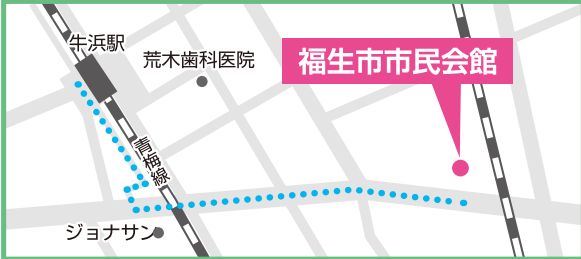 牛浜駅
荒木歯科医院
福生市市民会館
青梅線
ジョナサン